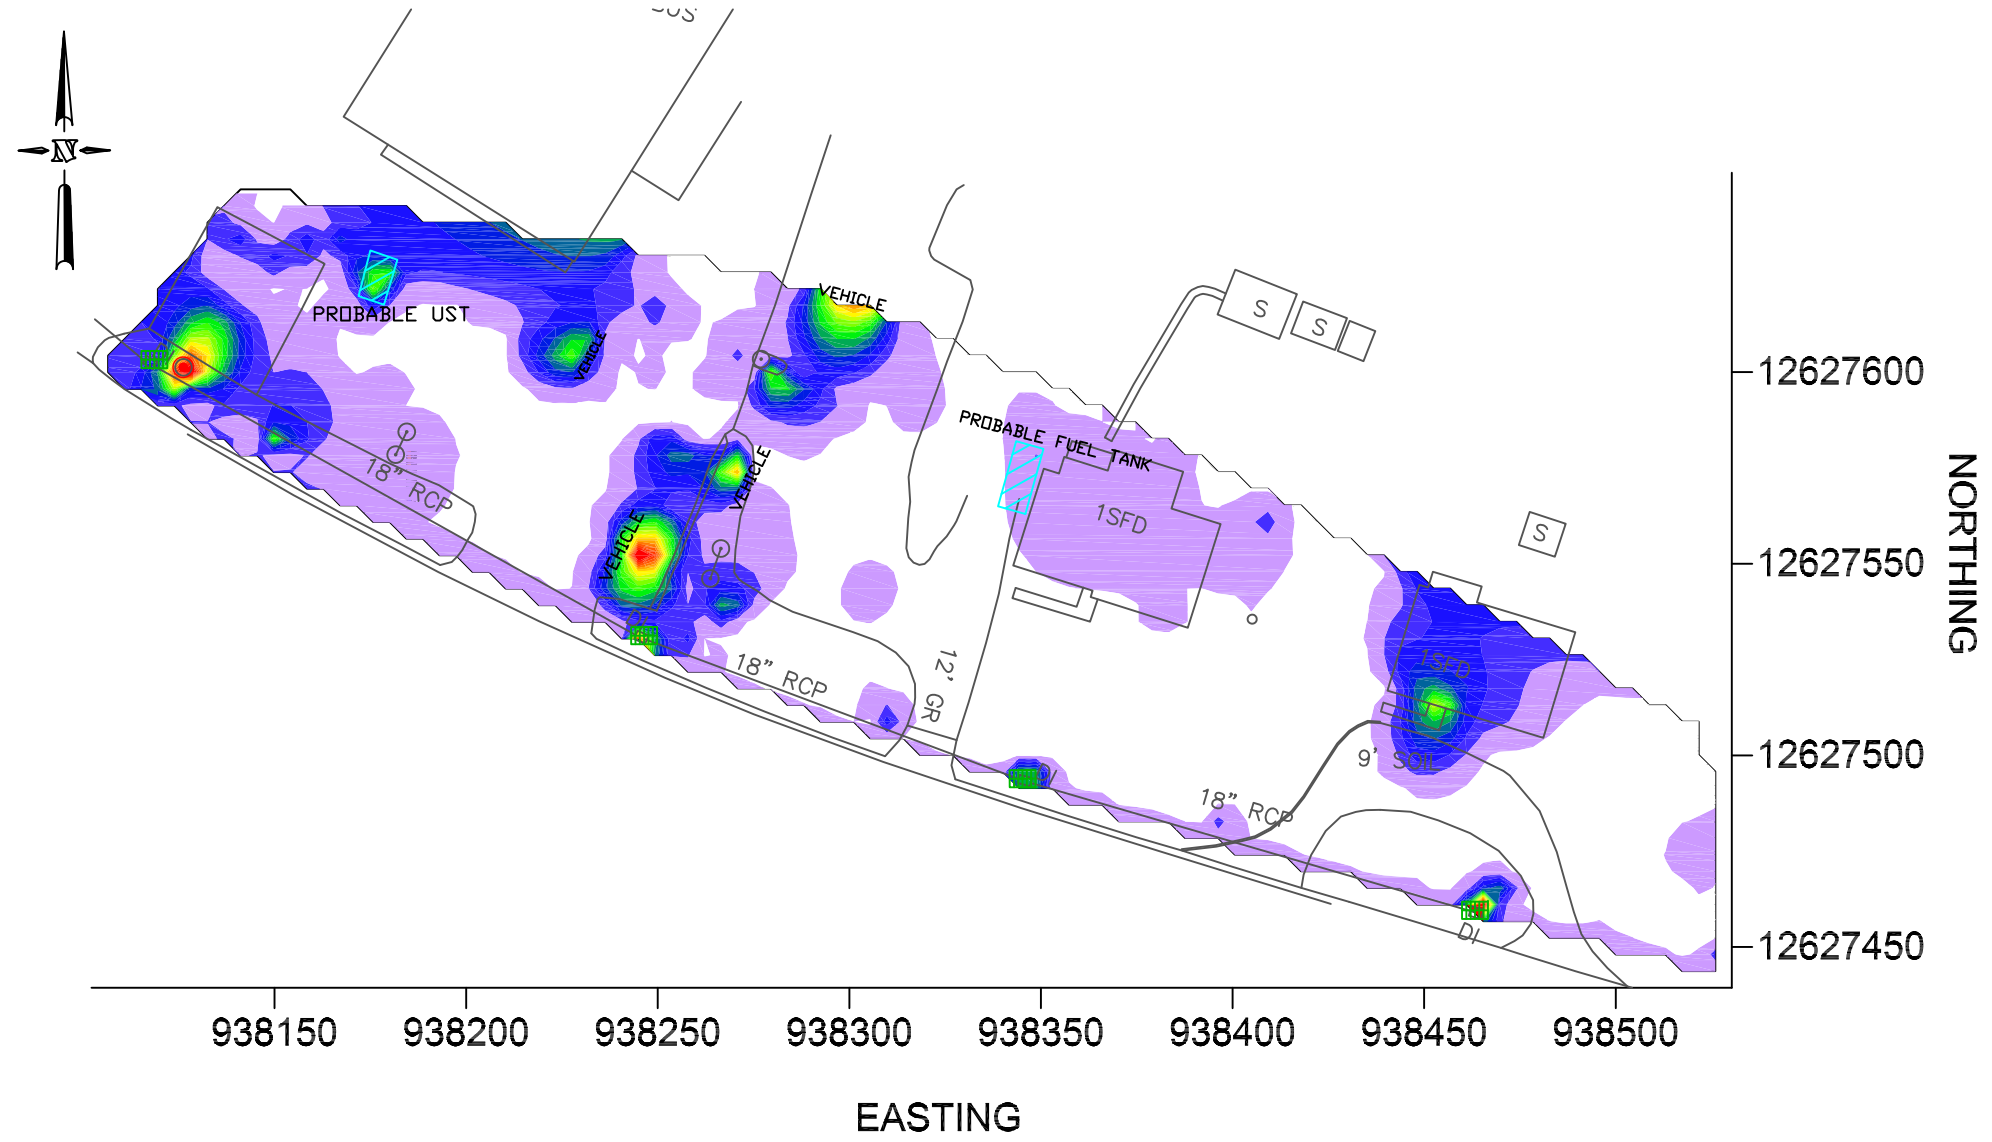 N
VEHICLE
S
S
PROBABLE UST
VEHICLE
12627600
PROBABLE FUEL TANK
18” RCP
VEHICLE
1SFD
VEHICLE
S
12627550
NORTHING
18” RCP
12' GR
1SFD
9' SOIL
12627500
18” RCP
DI
12627450
938150
938200
938250
938300
938350
938400
938450
938500
EASTING